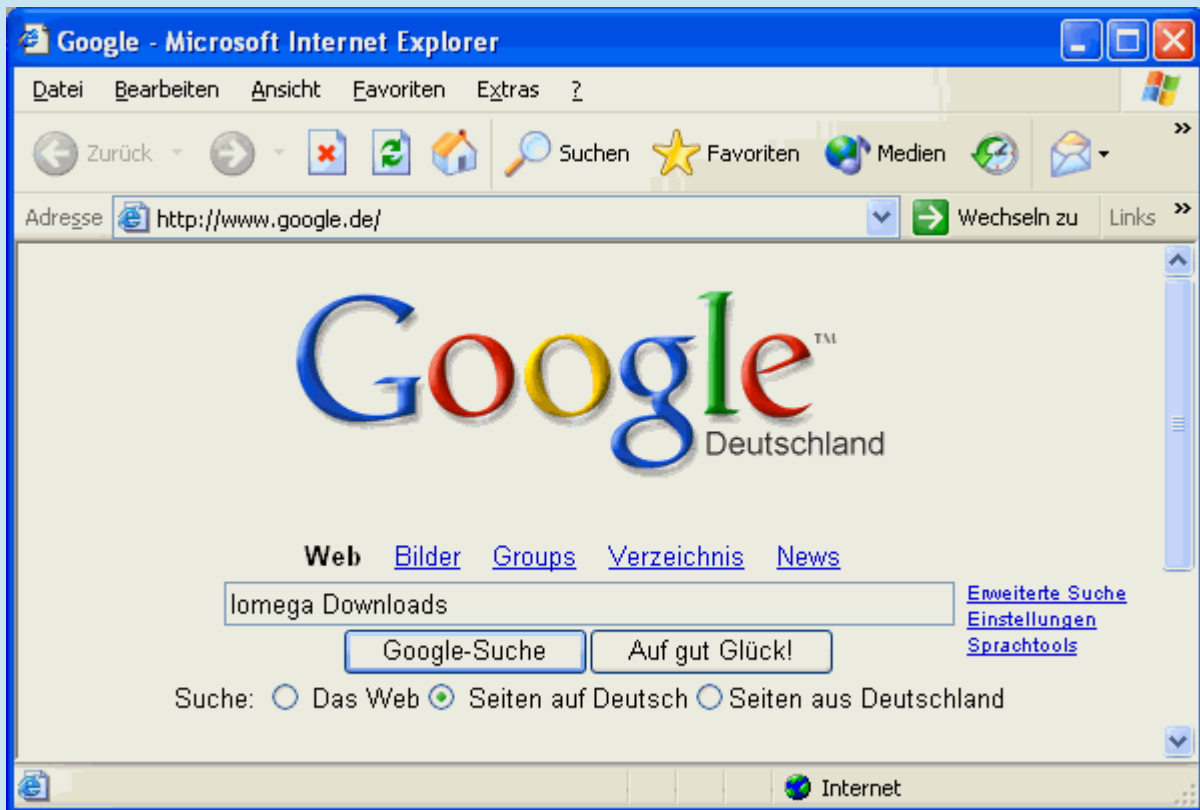 Google - Microsoft Internet Explorer
Datei Bearbeiten Ansicht Favoriten Extras ?
Zurück Suchen Favoriten Medien »
Adresse http://www.google.de/ Wechseln zu Links »
Google™
Deutschland
Web Bilder Groups Verzeichnis News
Iomega Downloads
Erweiterte Suche
Einstellungen
Sprachtools
Google-Suche Auf gut Glück!
Suche: Das Web Seiten auf Deutsch Seiten aus Deutschland
Internet